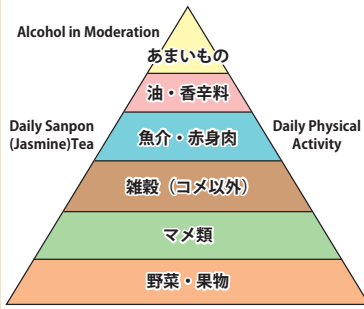 Alcohol in Moderation
あまいもの
油・香辛料
Daily Sanpon
(Jasmine)Tea
魚介・赤身肉
Daily Physical
Activity
雑穀（コメ以外）
マメ類
野菜・果物